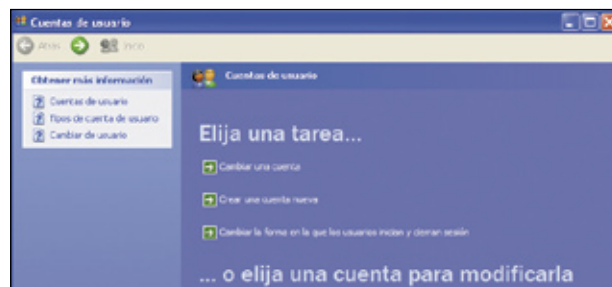 Cuentas de usuario
Atrás Inicio
Obtener más información
Cuentas de usuario
Tipos de cuenta de usuario
Cambiar de usuario
Cuentas de usuario
Elija una tarea...
Cambiar una cuenta
Crear una cuenta nueva
Cambiar la forma en la que los usuarios inician y cierran sesión
... o elija una cuenta para modificarla